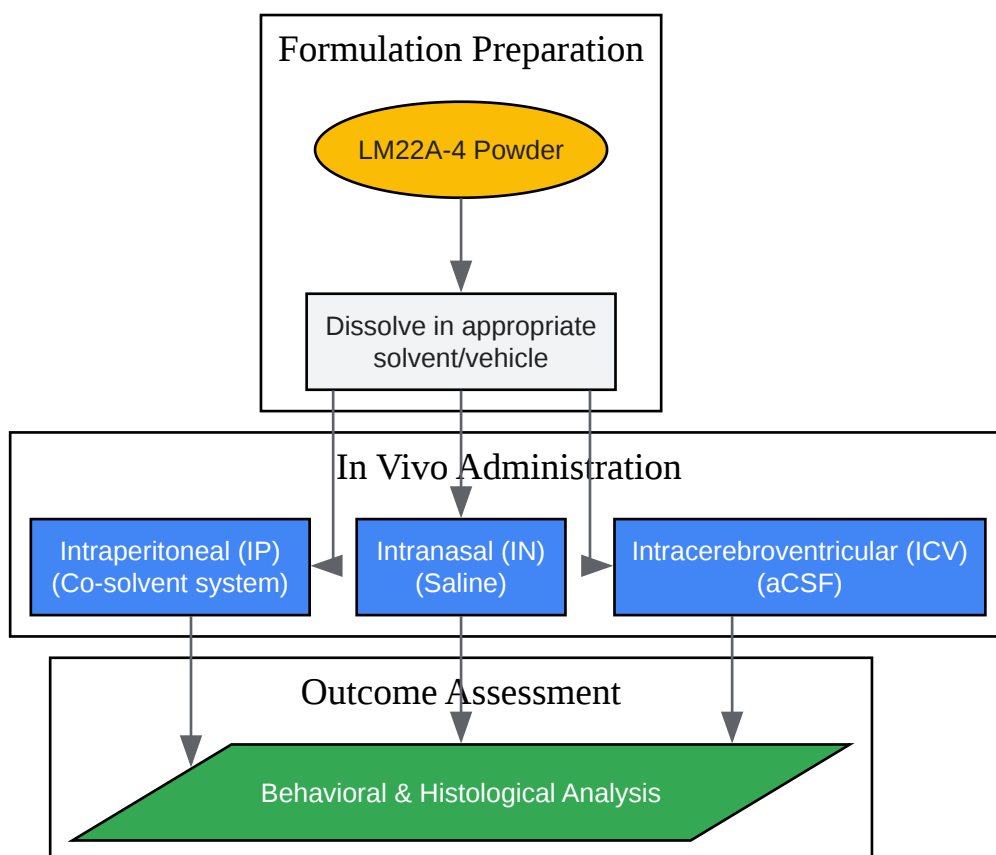 Formulation Preparation
LM22A-4 Powder
Dissolve in appropriate
solvent/vehicle
In Vivo Administration
Intraperitoneal (IP)
(Co-solvent system)
Intranasal (IN)
(Saline)
Intracerebroventricular (ICV)
(aCSF)
Outcome Assessment
Behavioral & Histological Analysis